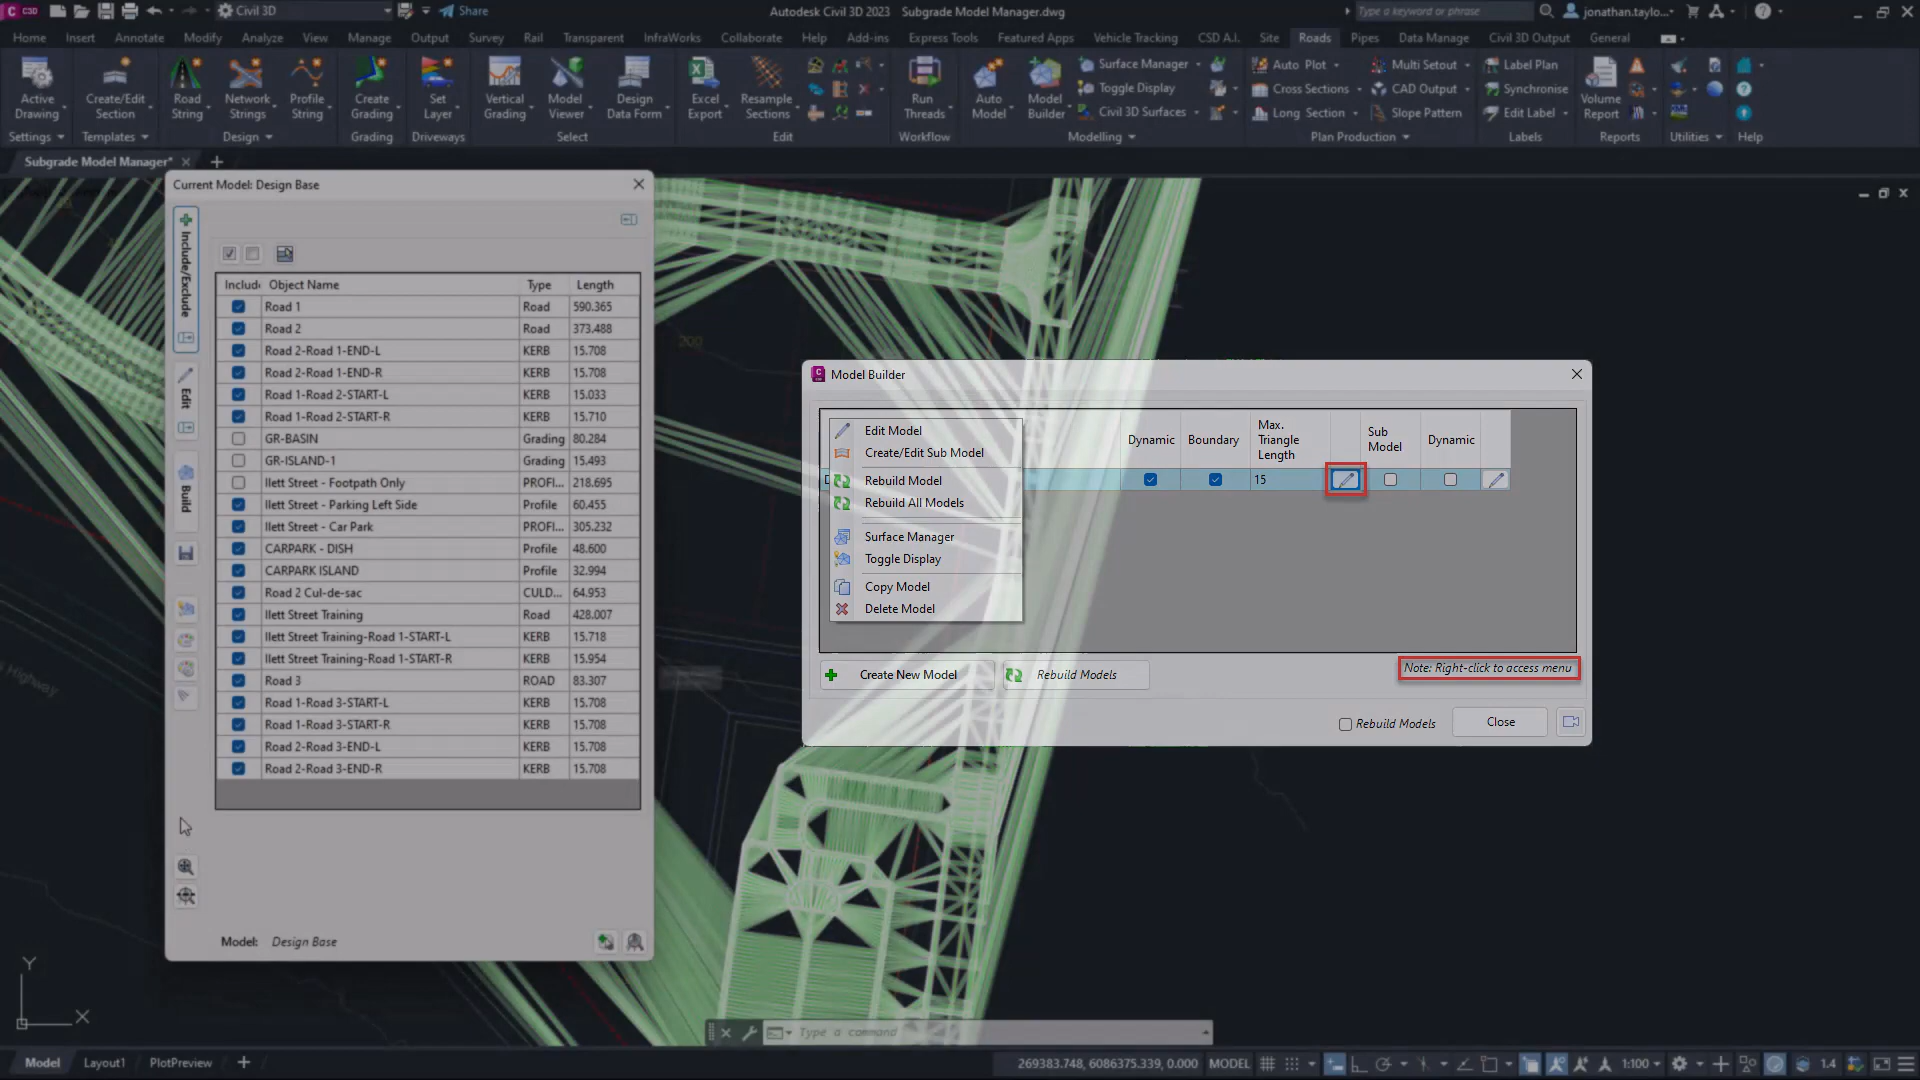 C3D Civil 3D Share Autodesk Civil 3D 2023 Subgrade Model Manager.dwg Type a keyword or phrase jonathan.taylo...
Home Insert Annotate Modify Analyze View Manage Output Survey Rail Transparent InfraWorks Collaborate Help Add-ins Express Tools Featured Apps Vehicle Tracking CSD A.I. Site Roads Pipes Data Manage Civil 3D Output General
Active Drawing Create/Edit Section Road String Network Strings Profile String Create Grading Set Layer Vertical Grading Model Viewer Design Data Form Excel Export Resample Sections Run Threads Auto Model Model Builder Volume Report
Surface Manager Auto Plot Multi Setout Label Plan
Toggle Display Cross Sections CAD Output Synchronise
Civil 3D Surfaces Long Section Slope Pattern Edit Label
Settings Templates Design Grading Driveways Select Edit Workflow Modelling Plan Production Labels Reports Utilities Help
Subgrade Model Manager*
Current Model: Design Base
Include/Exclude
Edit
Build
Include Object Name Type Length
Road 1 Road 590.365
Road 2 Road 373.488
Road 2-Road 1-END-L KERB 15.708
Road 2-Road 1-END-R KERB 15.708
Road 1-Road 2-START-L KERB 15.033
Road 1-Road 2-START-R KERB 15.710
GR-BASIN Grading 80.284
GR-ISLAND-1 Grading 15.493
Ilett Street - Footpath Only PROFI... 218.695
Ilett Street - Parking Left Side Profile 60.455
Ilett Street - Car Park PROFI... 305.232
CARPARK - DISH Profile 48.600
CARPARK ISLAND Profile 32.994
Road 2 Cul-de-sac CULD... 64.953
Ilett Street Training Road 428.007
Ilett Street Training-Road 1-START-L KERB 15.718
Ilett Street Training-Road 1-START-R KERB 15.954
Road 3 ROAD 83.307
Road 1-Road 3-START-L KERB 15.708
Road 1-Road 3-START-R KERB 15.708
Road 2-Road 3-END-L KERB 15.708
Road 2-Road 3-END-R KERB 15.708
Model: Design Base
200
Highway
Model Builder
Dynamic Boundary Max. Triangle Length Sub Model Dynamic
15
Edit Model
Create/Edit Sub Model
Rebuild Model
Rebuild All Models
Surface Manager
Toggle Display
Copy Model
Delete Model
Note: Right-click to access menu
Create New Model Rebuild Models
Rebuild Models Close
Y
X
Type a command
Model Layout1 PlotPreview 269383.748, 6086375.339, 0.000 MODEL 1:100 1.4